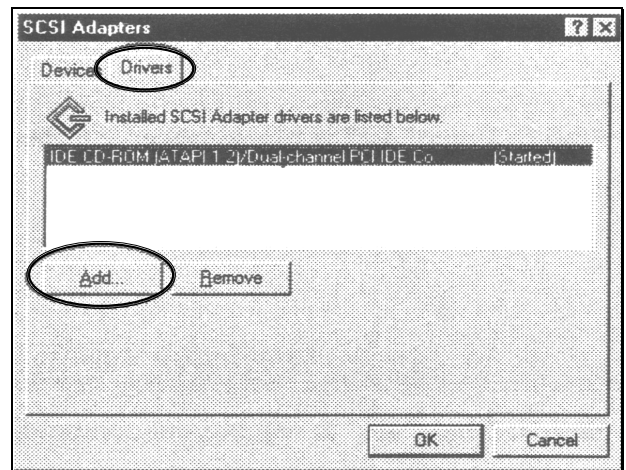 SCSI Adapters
Devices Drivers
Installed SCSI Adapter drivers are listed below.
IDE CD-ROM (ATAPI 1.2)/Dual-channel PCI IDE Co... (Started)
Add... Remove
OK Cancel